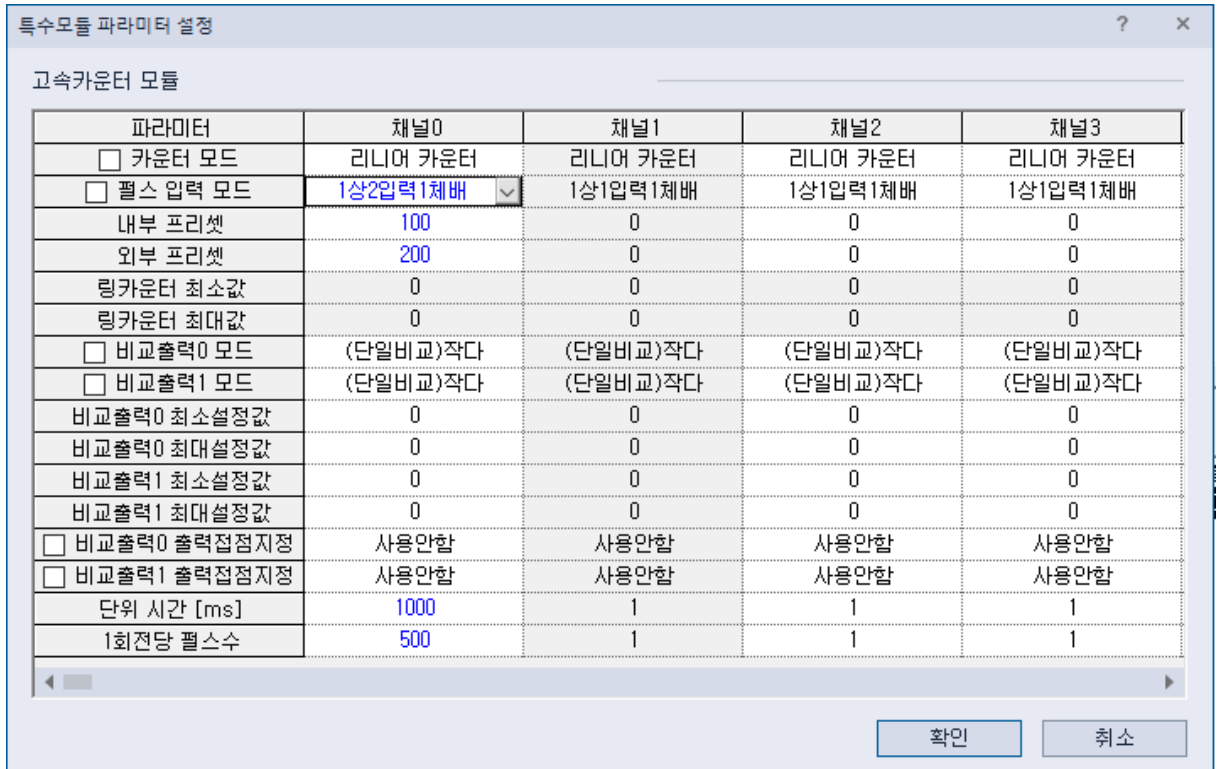 특수모듈 파라미터 설정
고속카운터 모듈
파라미터 채널0 채널1 채널2 채널3
카운터 모드 리니어 카운터 리니어 카운터 리니어 카운터 리니어 카운터
펄스 입력 모드 1상2입력1체배 1상1입력1체배 1상1입력1체배 1상1입력1체배
내부 프리셋 100 0 0 0
외부 프리셋 200 0 0 0
링카운터 최소값 0 0 0 0
링카운터 최대값 0 0 0 0
비교출력0 모드 (단일비교)작다 (단일비교)작다 (단일비교)작다 (단일비교)작다
비교출력1 모드 (단일비교)작다 (단일비교)작다 (단일비교)작다 (단일비교)작다
비교출력0 최소설정값 0 0 0 0
비교출력0 최대설정값 0 0 0 0
비교출력1 최소설정값 0 0 0 0
비교출력1 최대설정값 0 0 0 0
비교출력0 출력접점지정 사용안함 사용안함 사용안함 사용안함
비교출력1 출력접점지정 사용안함 사용안함 사용안함 사용안함
단위 시간 [ms] 1000 1 1 1
1회전당 펄스수 500 1 1 1
확인 취소